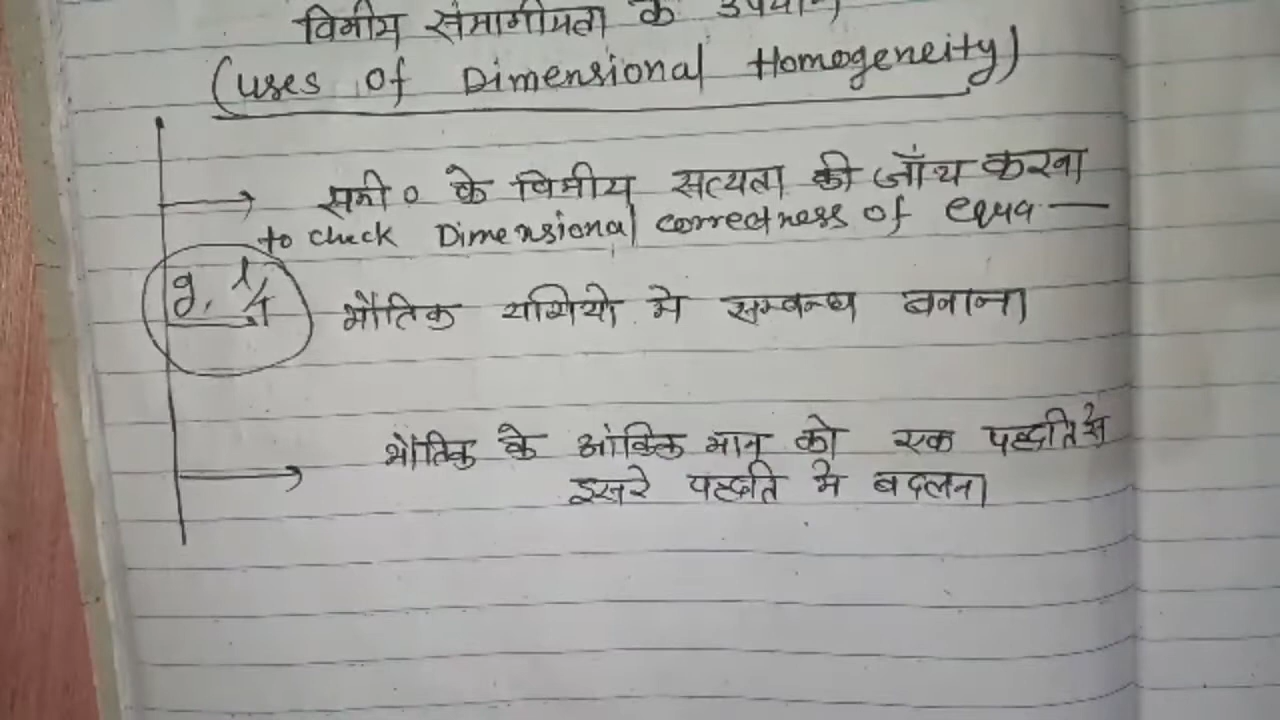 विमीय समांगीयता के उपयोग
(uses of Dimensional Homogeneity)
समी० के विमीय सत्यता की जाँच करना
to check Dimensional correctness of equa —
g, l, T
भौतिक राशियो मे सम्बन्ध बनाना
भौतिक के आंकिक मान को एक पद्धति से
दूसरे पद्धति मे बदलना